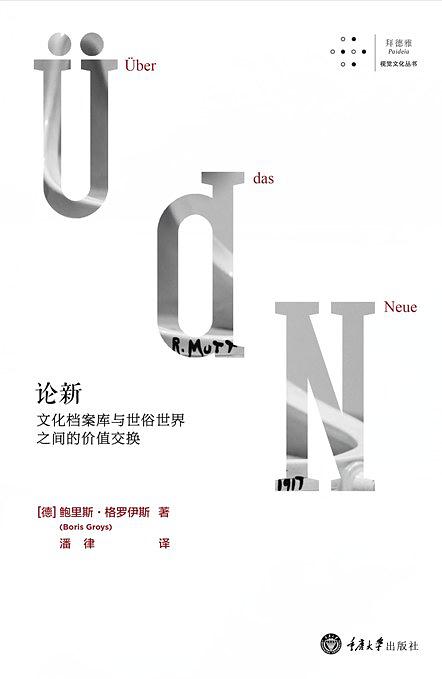 Ü
Über
拜德雅
Paideia
视觉文化丛书
d
das
R.MUTT
N
Neue
1917
论新
文化档案库与世俗世界
之间的价值交换
[德] 鲍里斯·格罗伊斯 著
(Boris Groys)
潘 律 译
重庆大学出版社